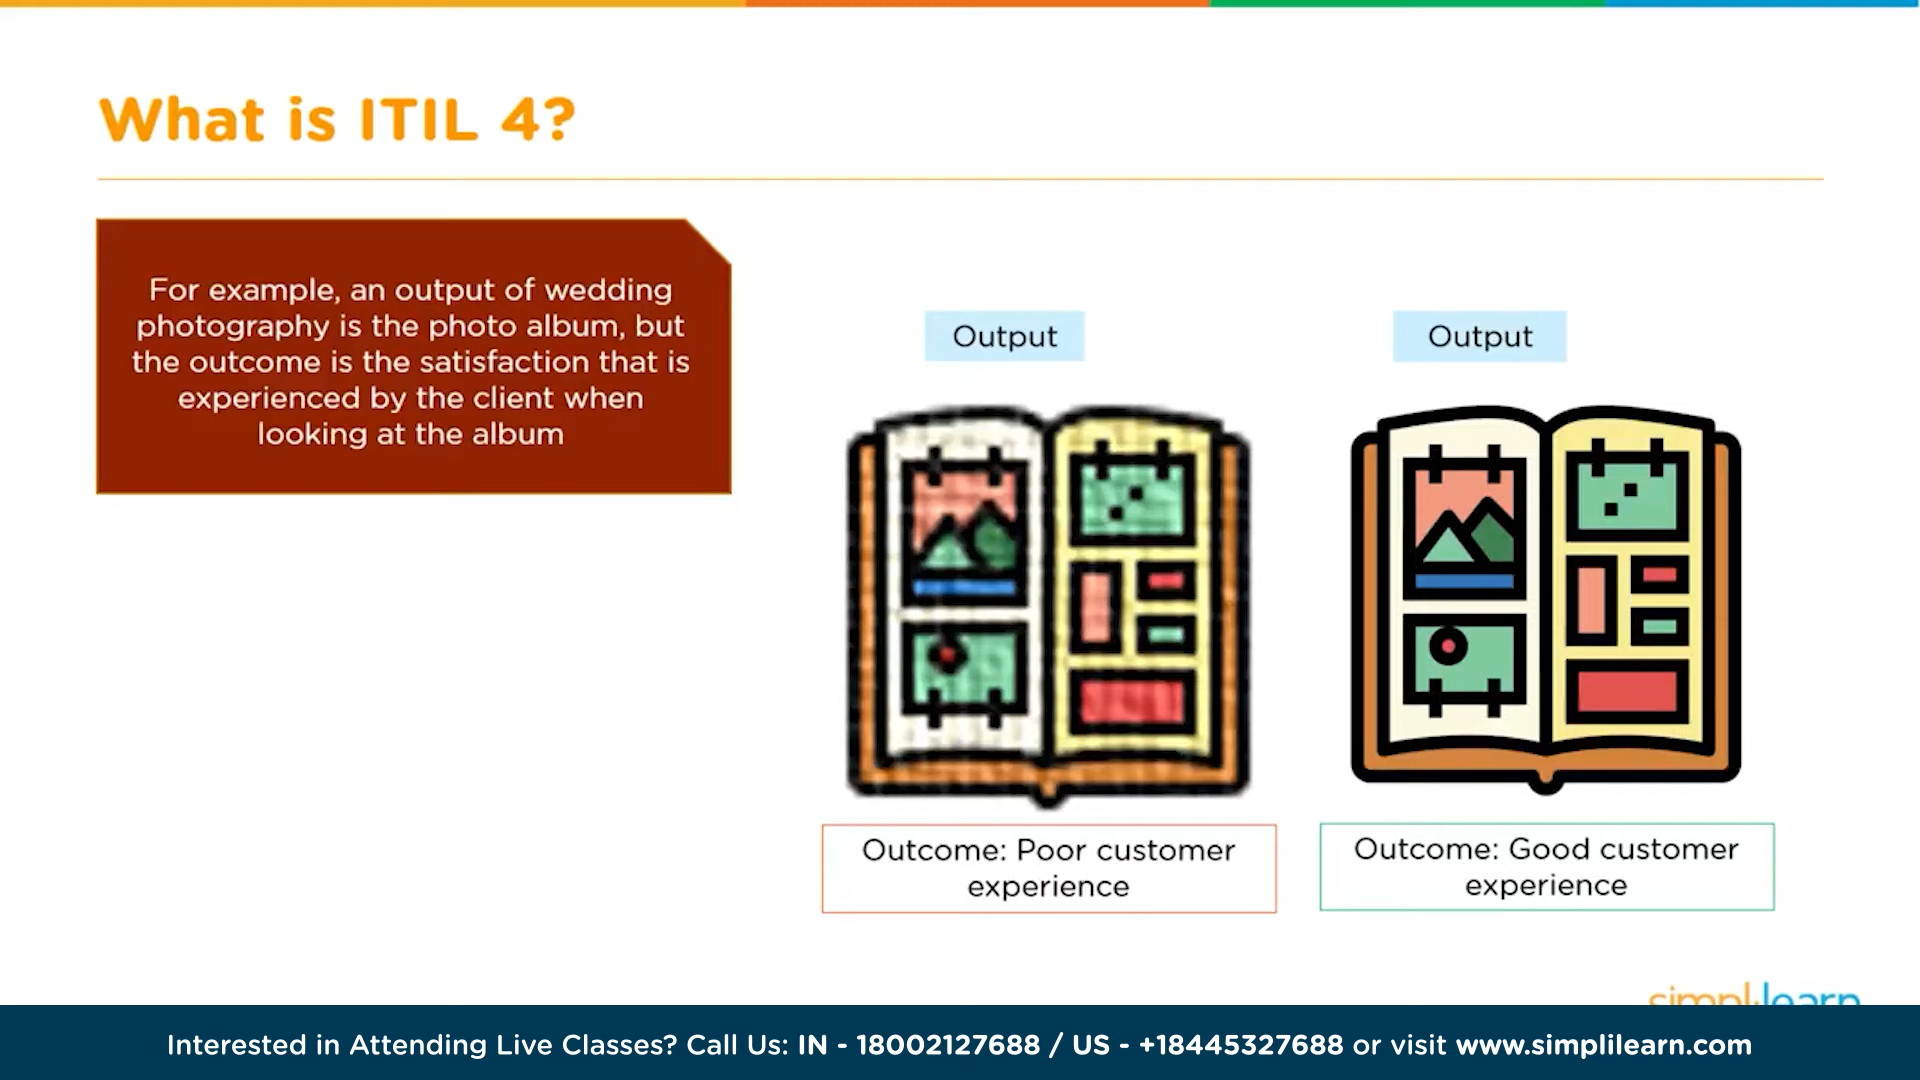 What is ITIL 4?
For example, an output of wedding
photography is the photo album, but
the outcome is the satisfaction that is
experienced by the client when
looking at the album
Output
Output
Outcome: Poor customer
experience
Outcome: Good customer
experience
simplilearn
Interested in Attending Live Classes? Call Us: IN - 18002127688 / US - +18445327688 or visit www.simplilearn.com